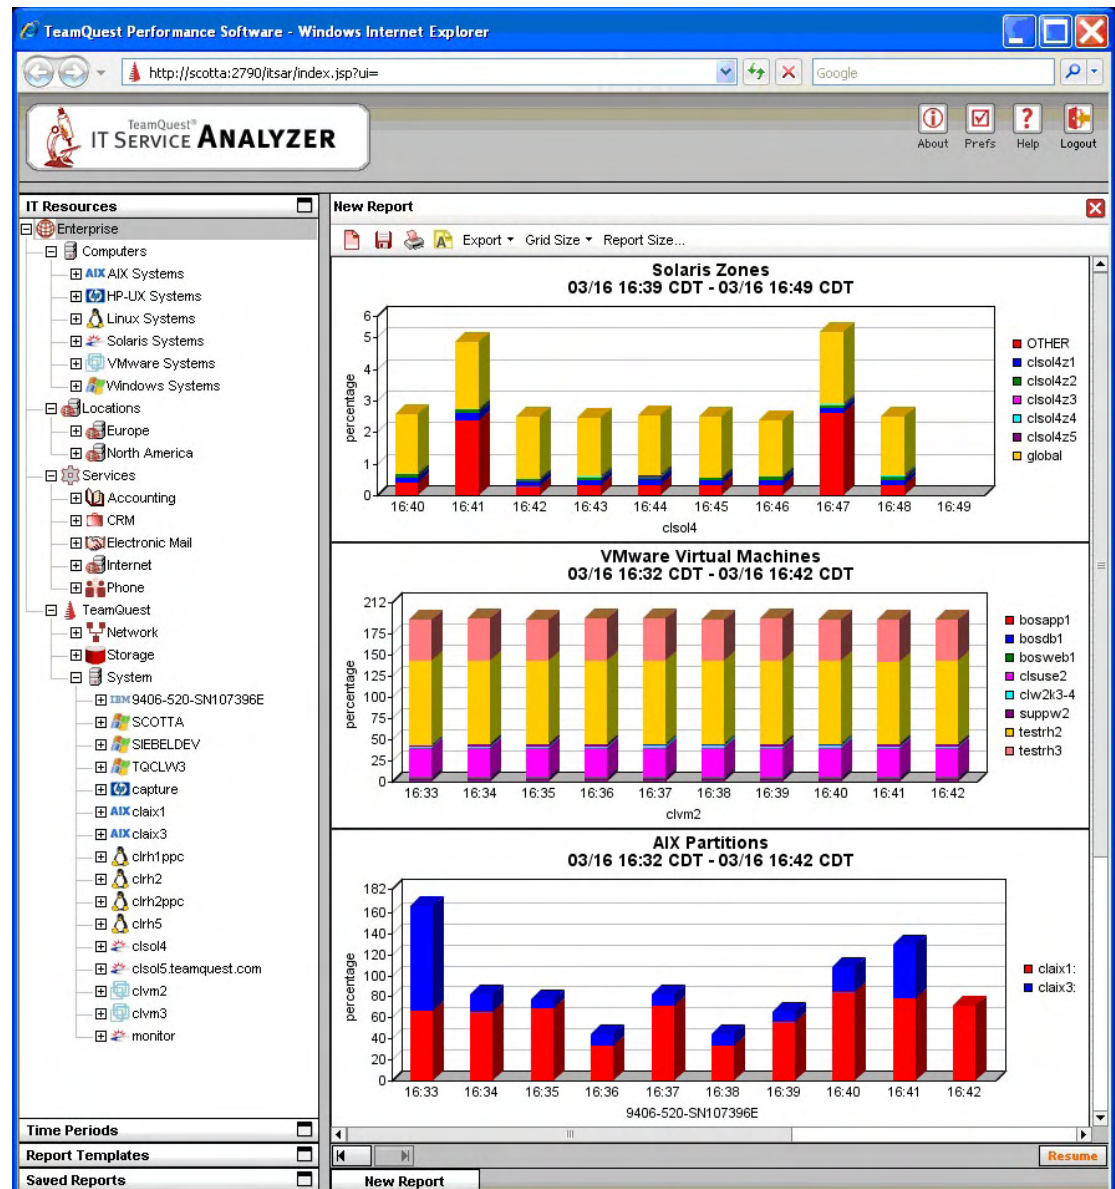 TeamQuest Performance Software - Windows Internet Explorer
http://scotta:2790/itsar/index.jsp?ui=
Google
TeamQuest®
IT SERVICE ANALYZER
About Prefs Help Logout
IT Resources
Enterprise
Computers
AIX AIX Systems
HP-UX Systems
Linux Systems
Solaris Systems
VMware Systems
Windows Systems
Locations
Europe
North America
Services
Accounting
CRM
Electronic Mail
Internet
Phone
TeamQuest
Network
Storage
System
IBM 9406-520-SN107396E
SCOTTA
SIEBELDEV
TQCLW3
capture
AIX claix1
AIX claix3
clrh1ppc
clrh2
clrh2ppc
clrh5
clsol4
clsol5.teamquest.com
clvm2
clvm3
monitor
Time Periods
Report Templates
Saved Reports
New Report
Export Grid Size Report Size...
Solaris Zones
03/16 16:39 CDT - 03/16 16:49 CDT
percentage
6
5
4
3
2
1
0
16:40 16:41 16:42 16:43 16:44 16:45 16:46 16:47 16:48 16:49
clsol4
OTHER
clsol4z1
clsol4z2
clsol4z3
clsol4z4
clsol4z5
global
VMware Virtual Machines
03/16 16:32 CDT - 03/16 16:42 CDT
percentage
212
175
150
125
100
75
50
25
0
16:33 16:34 16:35 16:36 16:37 16:38 16:39 16:40 16:41 16:42
clvm2
bosapp1
bosdb1
bosweb1
clsuse2
clw2k3-4
suppw2
testrh2
testrh3
AIX Partitions
03/16 16:32 CDT - 03/16 16:42 CDT
percentage
182
160
140
120
100
80
60
40
20
0
16:33 16:34 16:35 16:36 16:37 16:38 16:39 16:40 16:41 16:42
9406-520-SN107396E
claix1:
claix3:
Resume
New Report